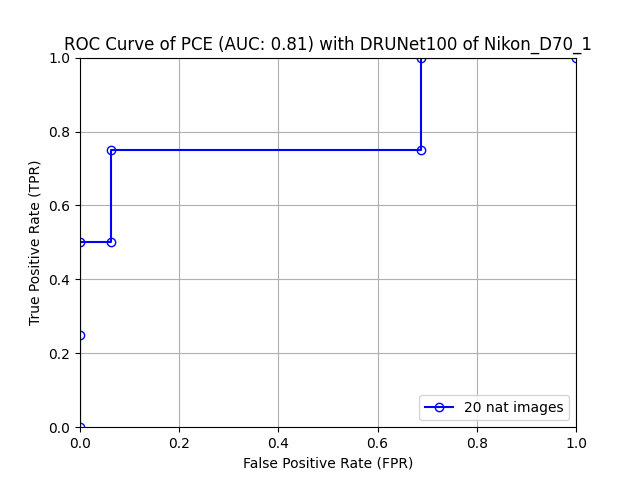 ROC Curve of PCE (AUC: 0.81) with DRUNet100 of Nikon_D70_1
1.0
0.8
0.6
0.4
0.2
0.0
True Positive Rate (TPR)
20 nat images
0.0 0.2 0.4 0.6 0.8 1.0
False Positive Rate (FPR)